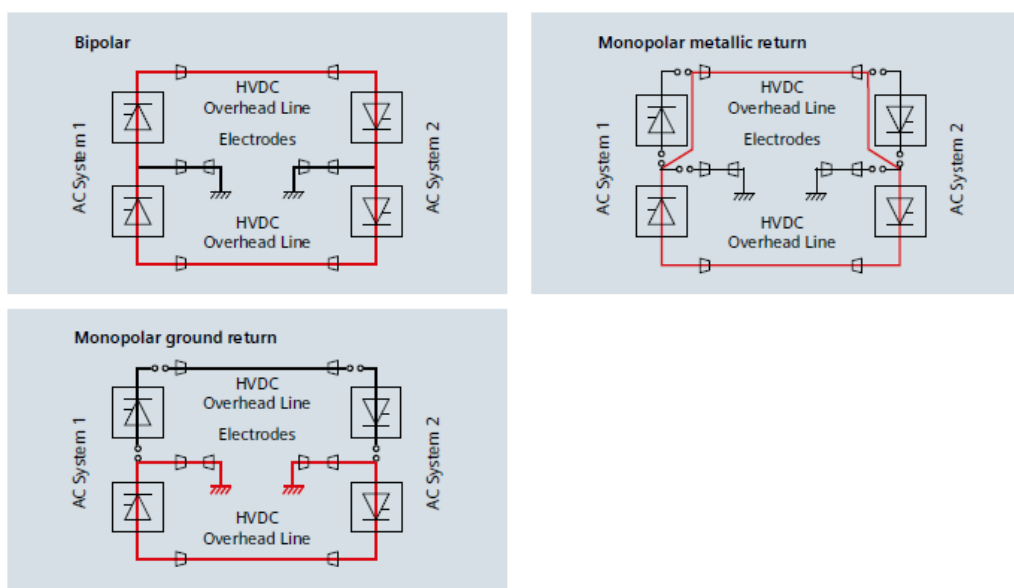 Bipolar
HVDC
Overhead Line
Electrodes
AC System 1
AC System 2
HVDC
Overhead Line
Monopolar metallic return
HVDC
Overhead Line
Electrodes
AC System 1
AC System 2
HVDC
Overhead Line
Monopolar ground return
HVDC
Overhead Line
Electrodes
AC System 1
AC System 2
HVDC
Overhead Line